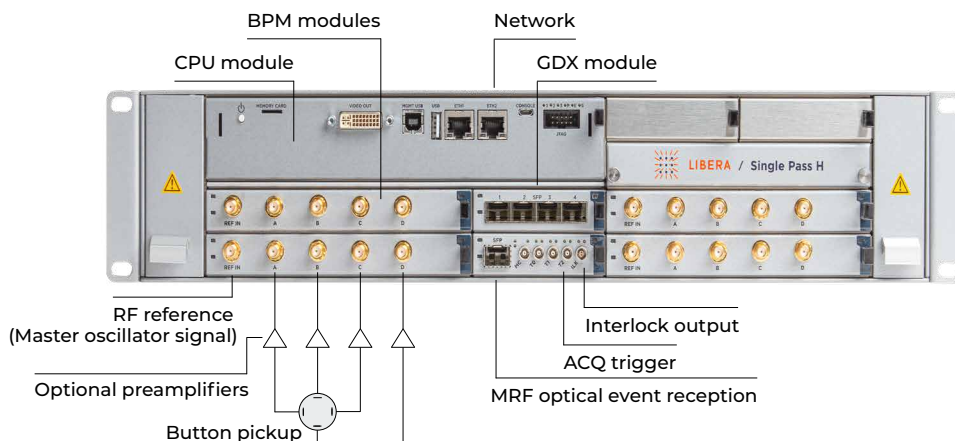 BPM modules
Network
CPU module
GDX module
MEMORY CARD
VIDEO OUT
MGMT USB
USB
ETH1
ETH2
CONSOLE
JTAG
LIBERA / Single Pass H
REF IN A B C D
1 2 SFP 3 4
REF IN A B C D
REF IN A B C D
SFP
T2
REF IN A B C D
RF reference
(Master oscillator signal)
Interlock output
ACQ trigger
Optional preamplifiers
MRF optical event reception
Button pickup